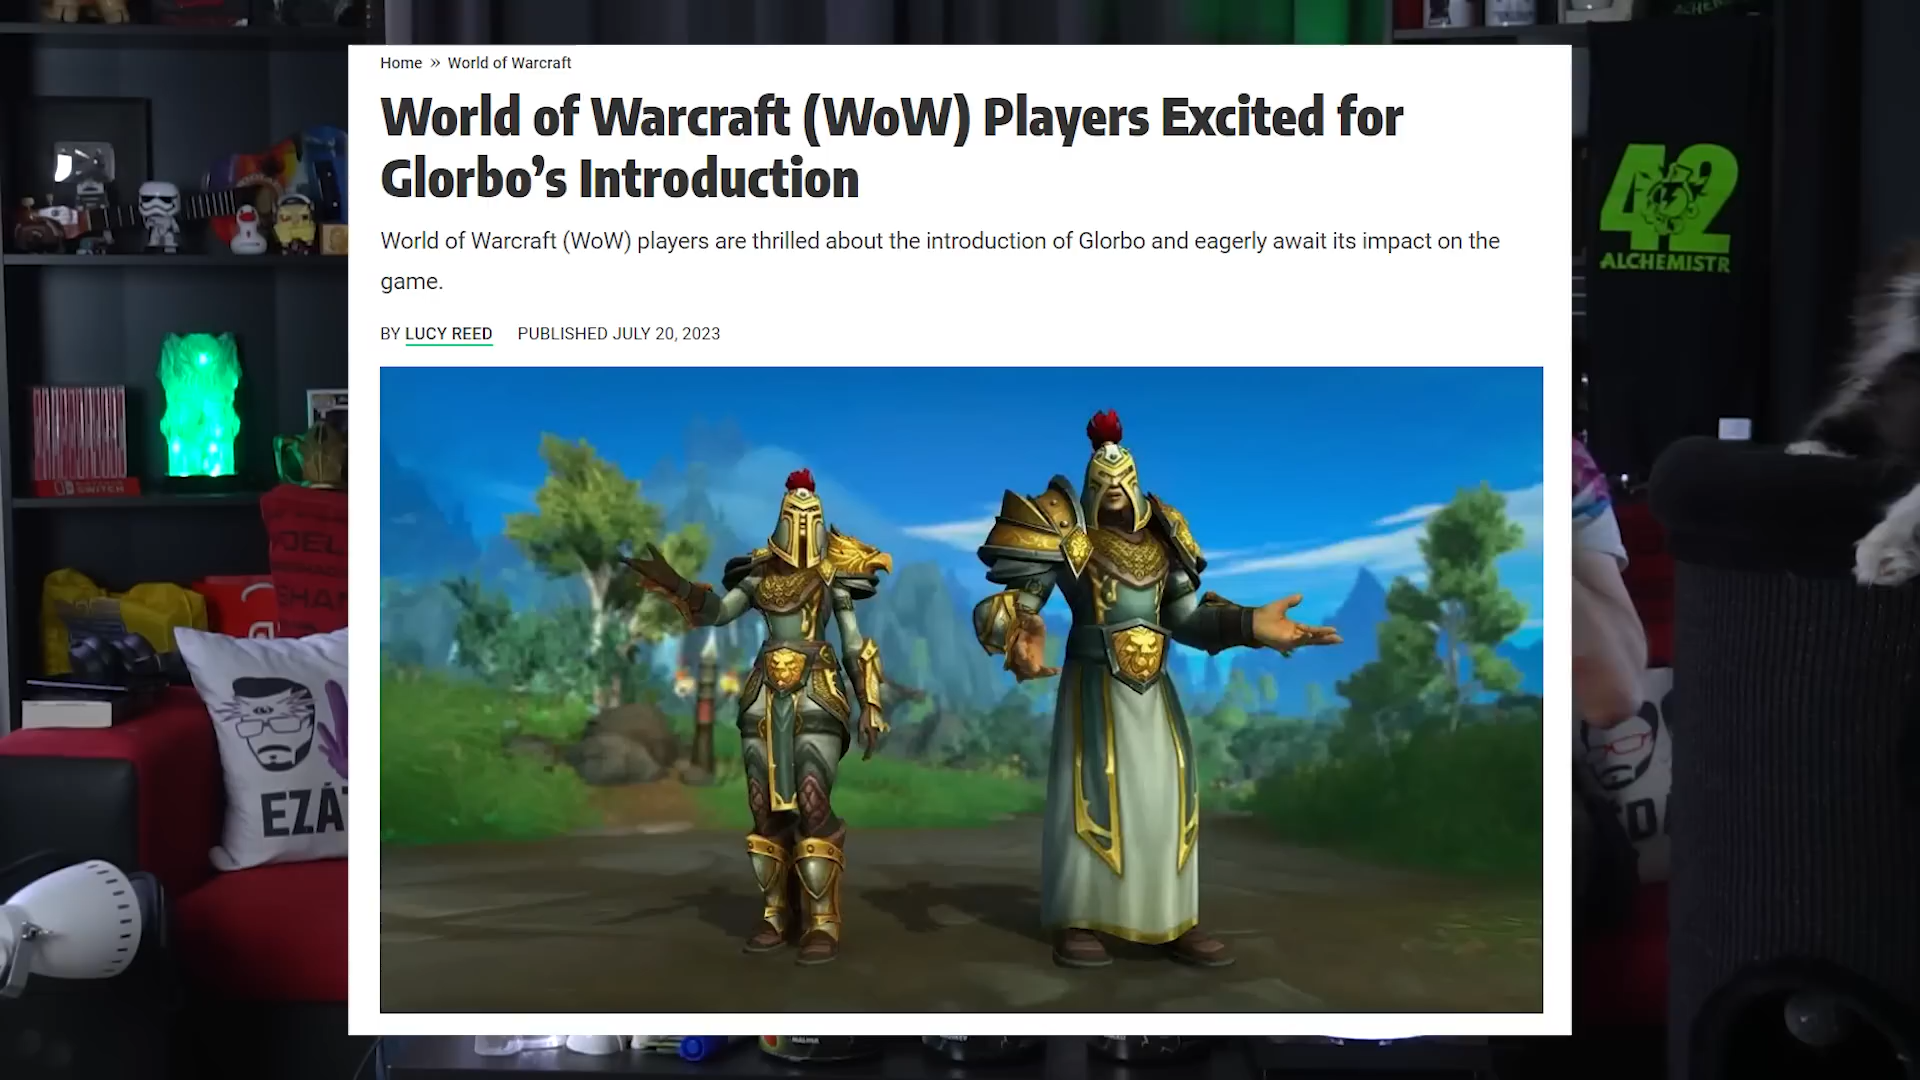 Home » World of Warcraft
World of Warcraft (WoW) Players Excited for
Glorbo’s Introduction
World of Warcraft (WoW) players are thrilled about the introduction of Glorbo and eagerly await its impact on the
game.
BY LUCY REED PUBLISHED JULY 20, 2023
42
ALCHEMISTR
SWITCH
EZÁ